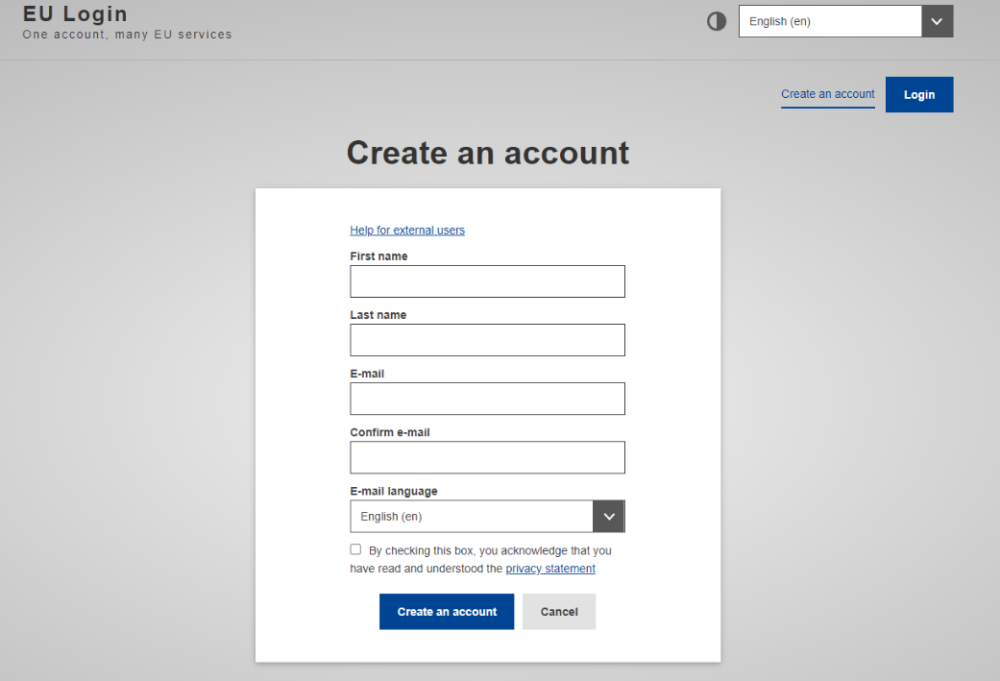 EU Login
One account, many EU services
English (en)
Create an account
Login
Create an account
Help for external users
First name
Last name
E-mail
Confirm e-mail
E-mail language
English (en)
By checking this box, you acknowledge that you
have read and understood the privacy statement
Create an account
Cancel